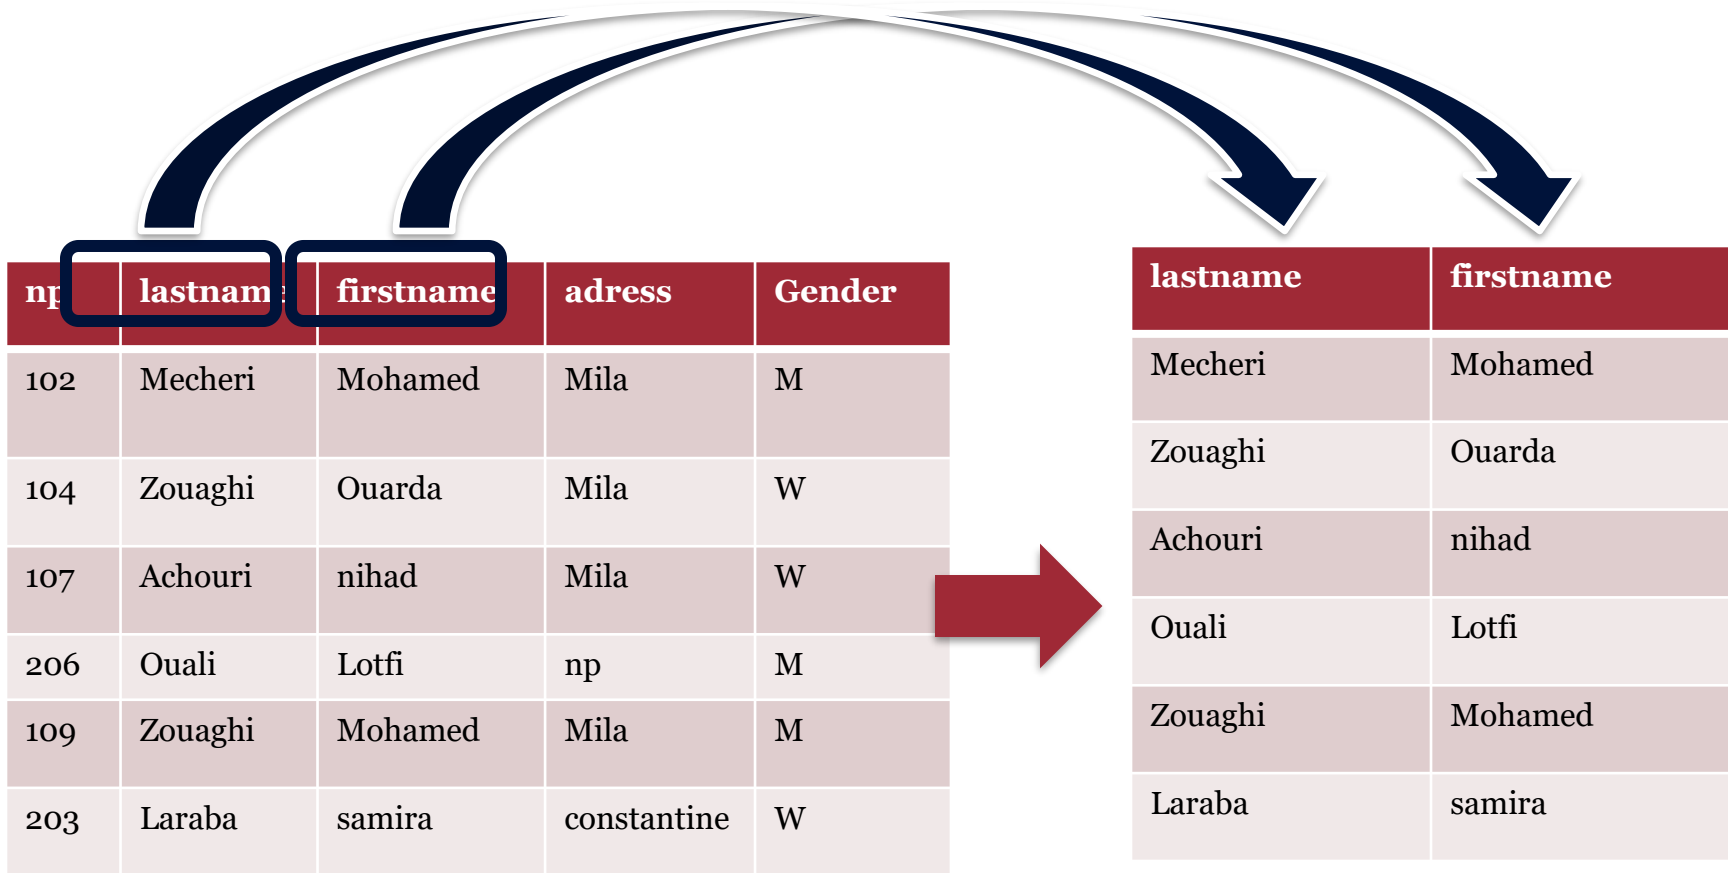 np lastname firstname adress Gender
102 Mecheri Mohamed Mila M
104 Zouaghi Ouarda Mila W
107 Achouri nihad Mila W
206 Ouali Lotfi np M
109 Zouaghi Mohamed Mila M
203 Laraba samira constantine W
lastname firstname
Mecheri Mohamed
Zouaghi Ouarda
Achouri nihad
Ouali Lotfi
Zouaghi Mohamed
Laraba samira